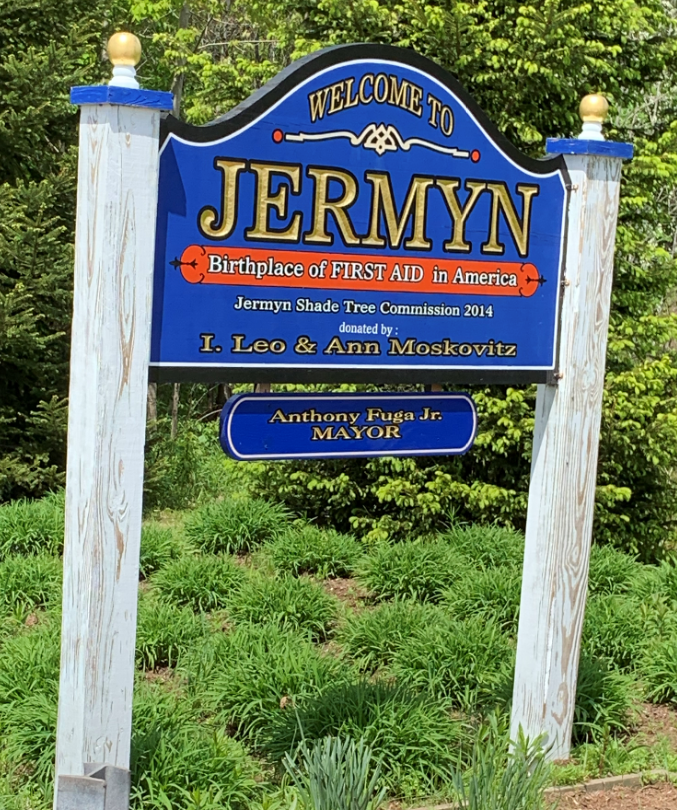 WELCOME TO
JERMYN
Birthplace of FIRST AID in America
Jermyn Shade Tree Commission 2014
donated by :
I. Leo & Ann Moskovitz
Anthony Fuga Jr.
MAYOR